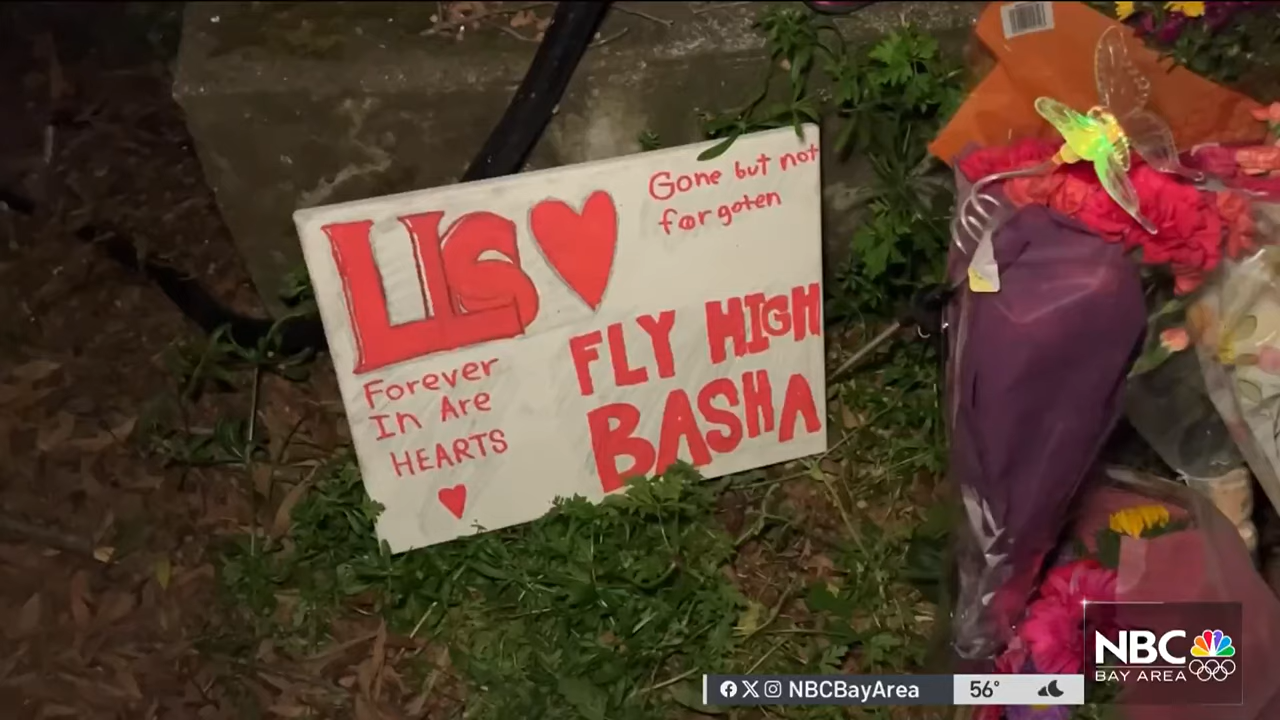 LLS
Gone but not
forgoten
Forever
In Are
HEARTS
FLY HIGH
BASHA
NBC
BAY AREA
NBCBayArea
56°